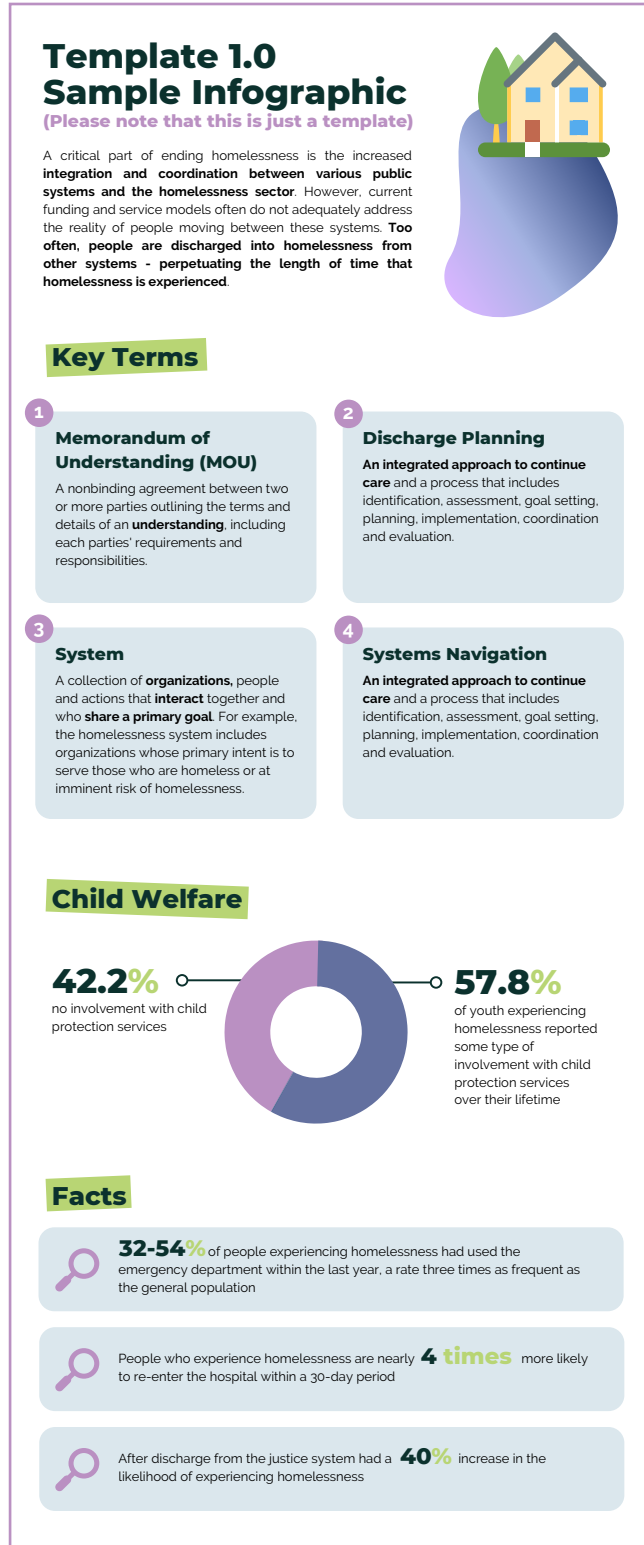 Template 1.0
Sample Infographic
(Please note that this is just a template)
A critical part of ending homelessness is the increased
integration and coordination between various public
systems and the homelessness sector. However, current
funding and service models often do not adequately address
the reality of people moving between these systems. Too
often, people are discharged into homelessness from
other systems - perpetuating the length of time that
homelessness is experienced.
Key Terms
1
Memorandum of
Understanding (MOU)
A nonbinding agreement between two
or more parties outlining the terms and
details of an understanding, including
each parties' requirements and
responsibilities.
2
Discharge Planning
An integrated approach to continue
care and a process that includes
identification, assessment, goal setting,
planning, implementation, coordination
and evaluation.
3
System
A collection of organizations, people
and actions that interact together and
who share a primary goal. For example,
the homelessness system includes
organizations whose primary intent is to
serve those who are homeless or at
imminent risk of homelessness.
4
Systems Navigation
An integrated approach to continue
care and a process that includes
identification, assessment, goal setting,
planning, implementation, coordination
and evaluation.
Child Welfare
42.2%
no involvement with child
protection services
57.8%
of youth experiencing
homelessness reported
some type of
involvement with child
protection services
over their lifetime
Facts
32-54% of people experiencing homelessness had used the
emergency department within the last year, a rate three times as frequent as
the general population
People who experience homelessness are nearly 4 times more likely
to re-enter the hospital within a 30-day period
After discharge from the justice system had a 40% increase in the
likelihood of experiencing homelessness